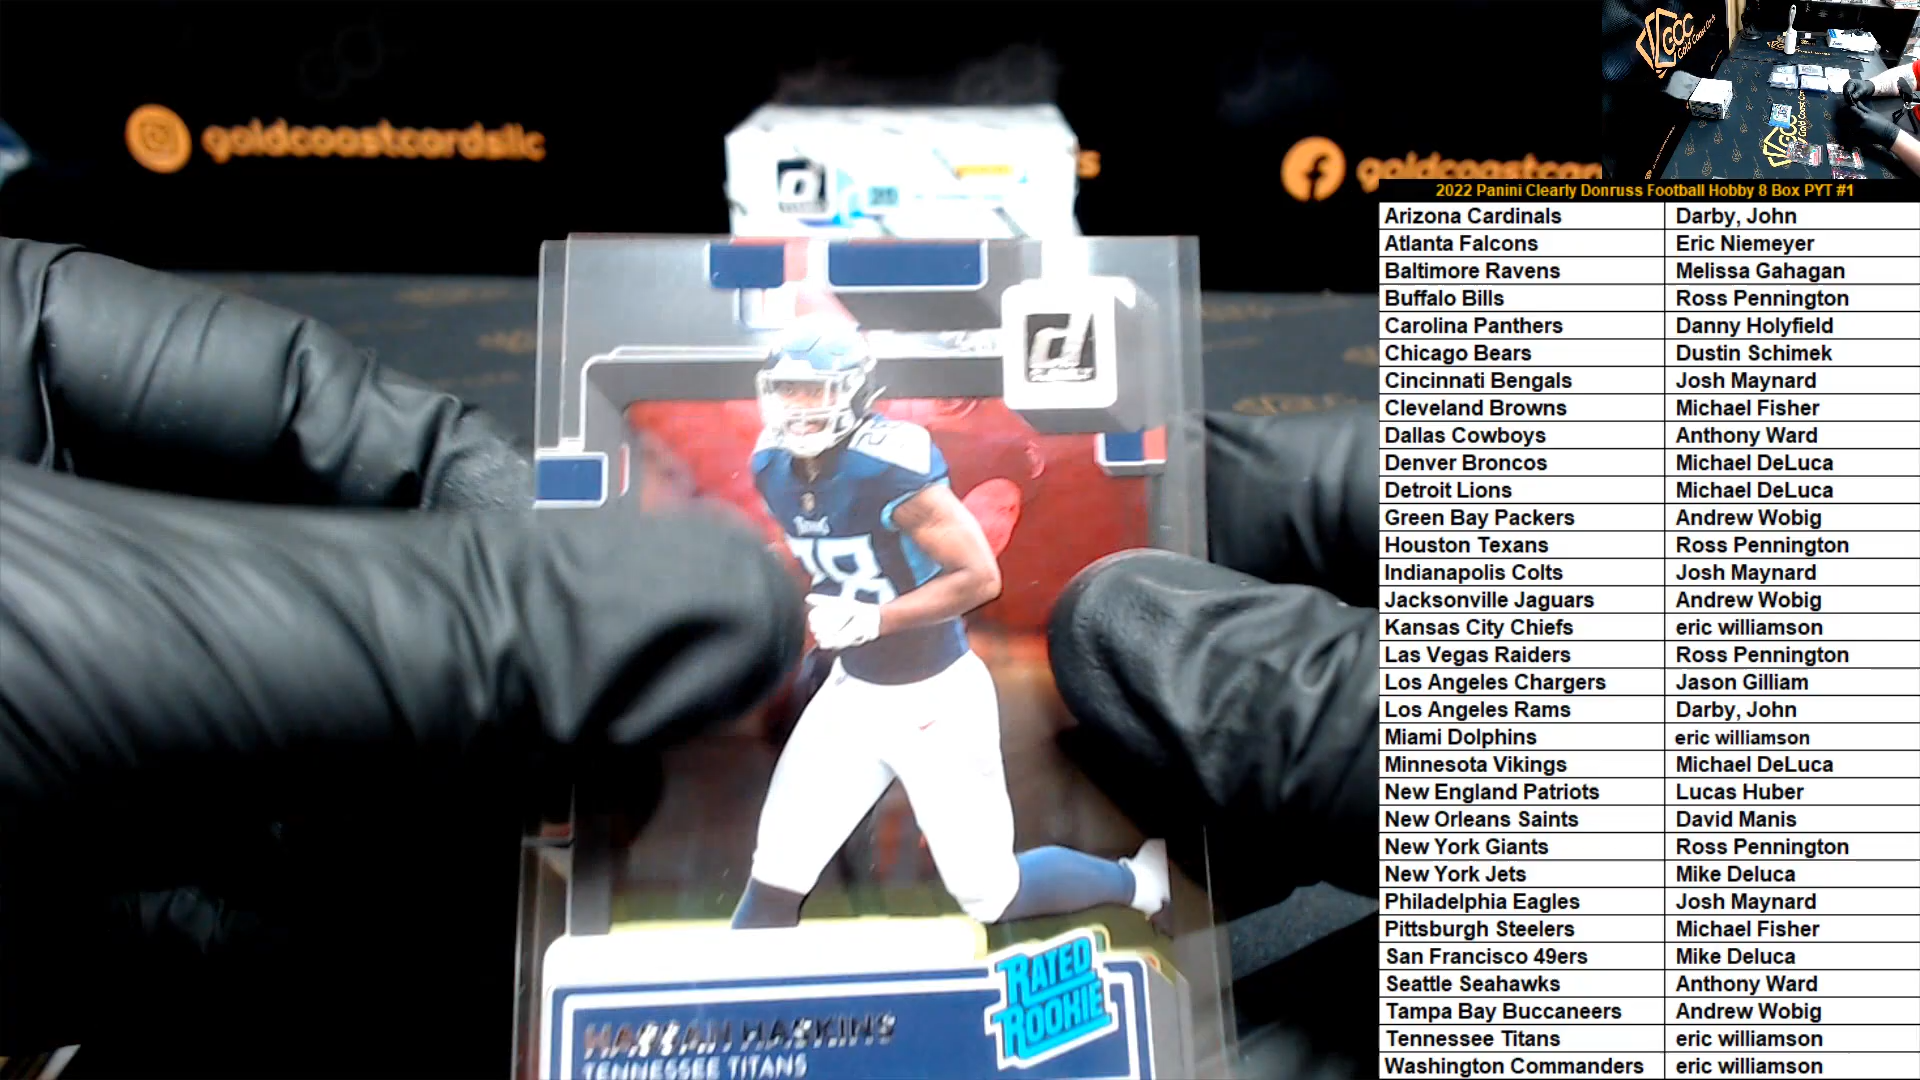 goldcoastcardsllc
goldcoastcar
GCC
Gold Coast Cards
d
HASSAN HASKINS
TENNESSEE TITANS
RATED
ROOKIE
28
2022 Panini Clearly Donruss Football Hobby 8 Box PYT #1
Arizona Cardinals Darby, John
Atlanta Falcons Eric Niemeyer
Baltimore Ravens Melissa Gahagan
Buffalo Bills Ross Pennington
Carolina Panthers Danny Holyfield
Chicago Bears Dustin Schimek
Cincinnati Bengals Josh Maynard
Cleveland Browns Michael Fisher
Dallas Cowboys Anthony Ward
Denver Broncos Michael DeLuca
Detroit Lions Michael DeLuca
Green Bay Packers Andrew Wobig
Houston Texans Ross Pennington
Indianapolis Colts Josh Maynard
Jacksonville Jaguars Andrew Wobig
Kansas City Chiefs eric williamson
Las Vegas Raiders Ross Pennington
Los Angeles Chargers Jason Gilliam
Los Angeles Rams Darby, John
Miami Dolphins eric williamson
Minnesota Vikings Michael DeLuca
New England Patriots Lucas Huber
New Orleans Saints David Manis
New York Giants Ross Pennington
New York Jets Mike Deluca
Philadelphia Eagles Josh Maynard
Pittsburgh Steelers Michael Fisher
San Francisco 49ers Mike Deluca
Seattle Seahawks Anthony Ward
Tampa Bay Buccaneers Andrew Wobig
Tennessee Titans eric williamson
Washington Commanders eric williamson